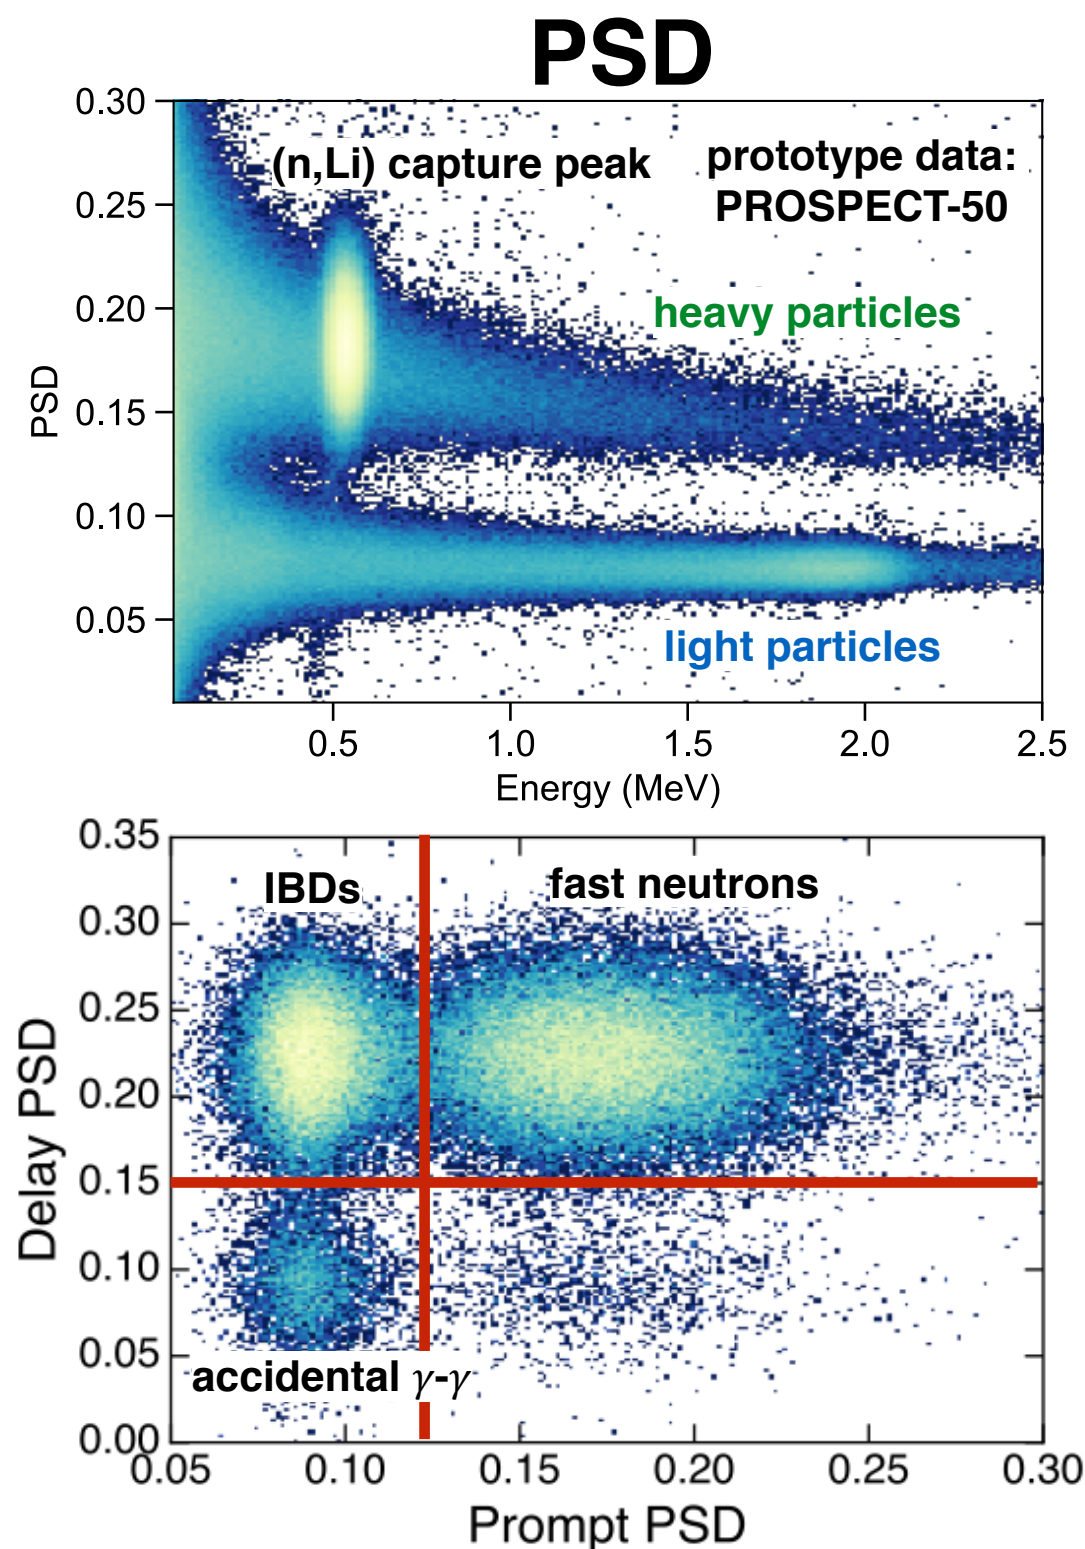 PSD
0.30
0.25
0.20
0.15
0.10
0.05
PSD
(n,Li) capture peak
prototype data:
PROSPECT-50
heavy particles
light particles
0.5 1.0 1.5 2.0 2.5
Energy (MeV)
0.35
0.30
0.25
0.20
0.15
0.10
0.05
0.00
Delay PSD
IBDs
fast neutrons
accidental γ-γ
0.05 0.10 0.15 0.20 0.25 0.30
Prompt PSD